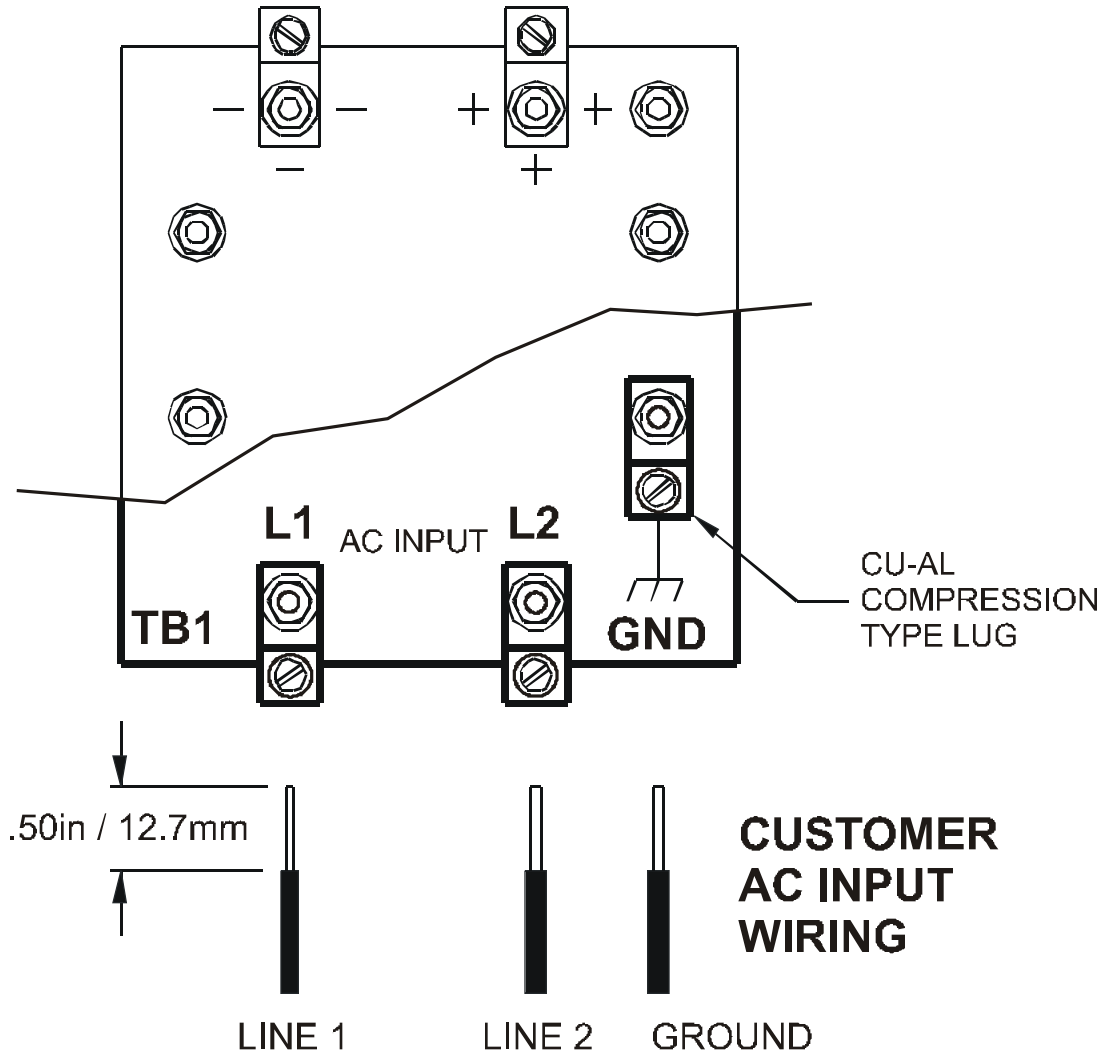 − −
−
+ +
+
L1 AC INPUT L2
TB1
GND
CU-AL
COMPRESSION
TYPE LUG
.50in / 12.7mm
CUSTOMER
AC INPUT
WIRING
LINE 1 LINE 2 GROUND